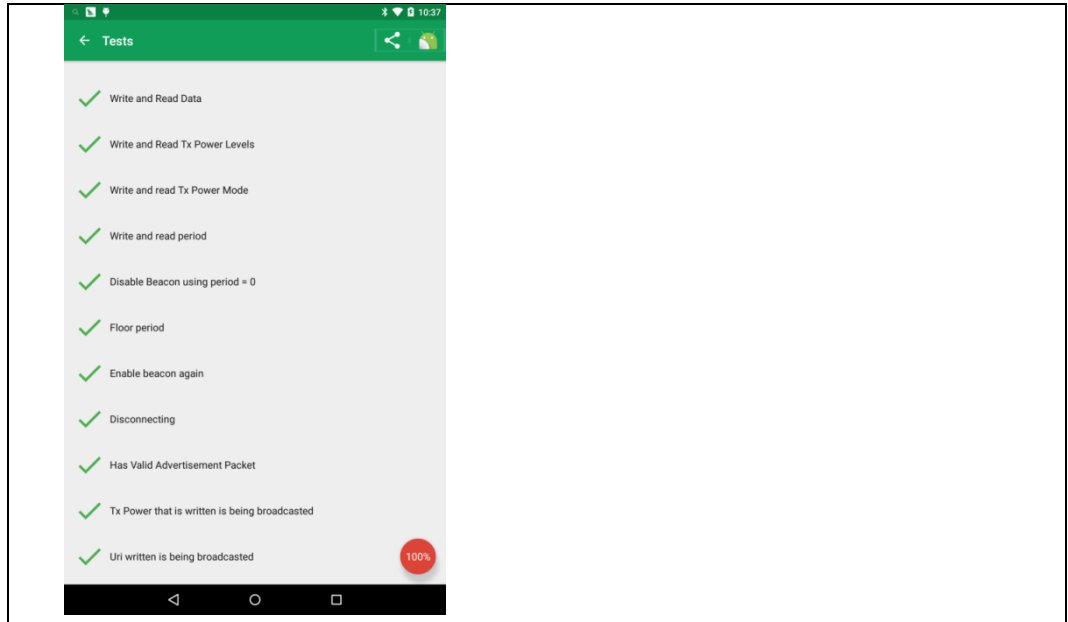 10:37
Tests
Write and Read Data
Write and Read Tx Power Levels
Write and read Tx Power Mode
Write and read period
Disable Beacon using period = 0
Floor period
Enable beacon again
Disconnecting
Has Valid Advertisement Packet
Tx Power that is written is being broadcasted
Uri written is being broadcasted
100%